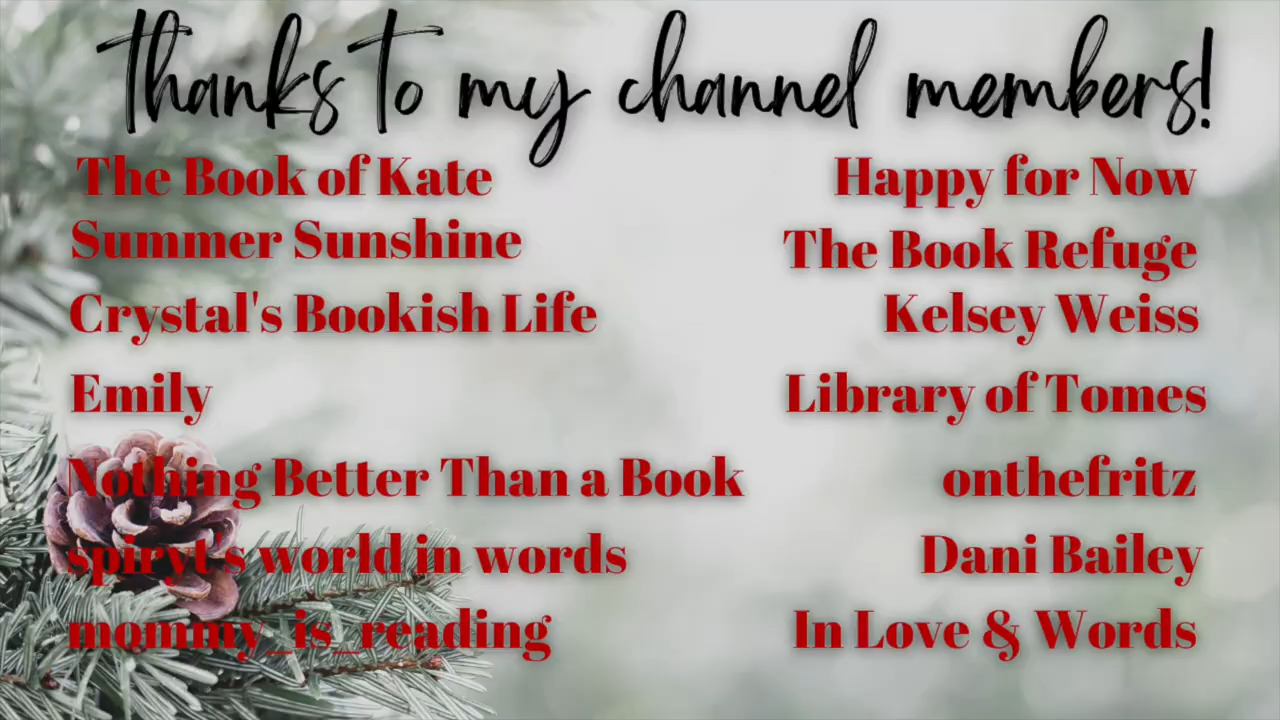 thanks to my channel members!
The Book of Kate
Happy for Now
Summer Sunshine
The Book Refuge
Crystal's Bookish Life
Kelsey Weiss
Emily
Library of Tomes
Nothing Better Than a Book
onthefritz
spiryt's world in words
Dani Bailey
mommy_is_reading
In Love & Words